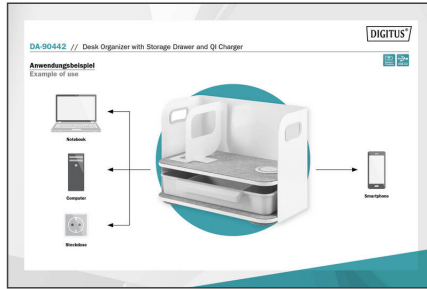 DIGITUS®
DA-90442 // Desk Organizer with Storage Drawer and QI Charger
Anwendungsbeispiel
Example of use
Notebook
Computer
Smartphone
Steckdose